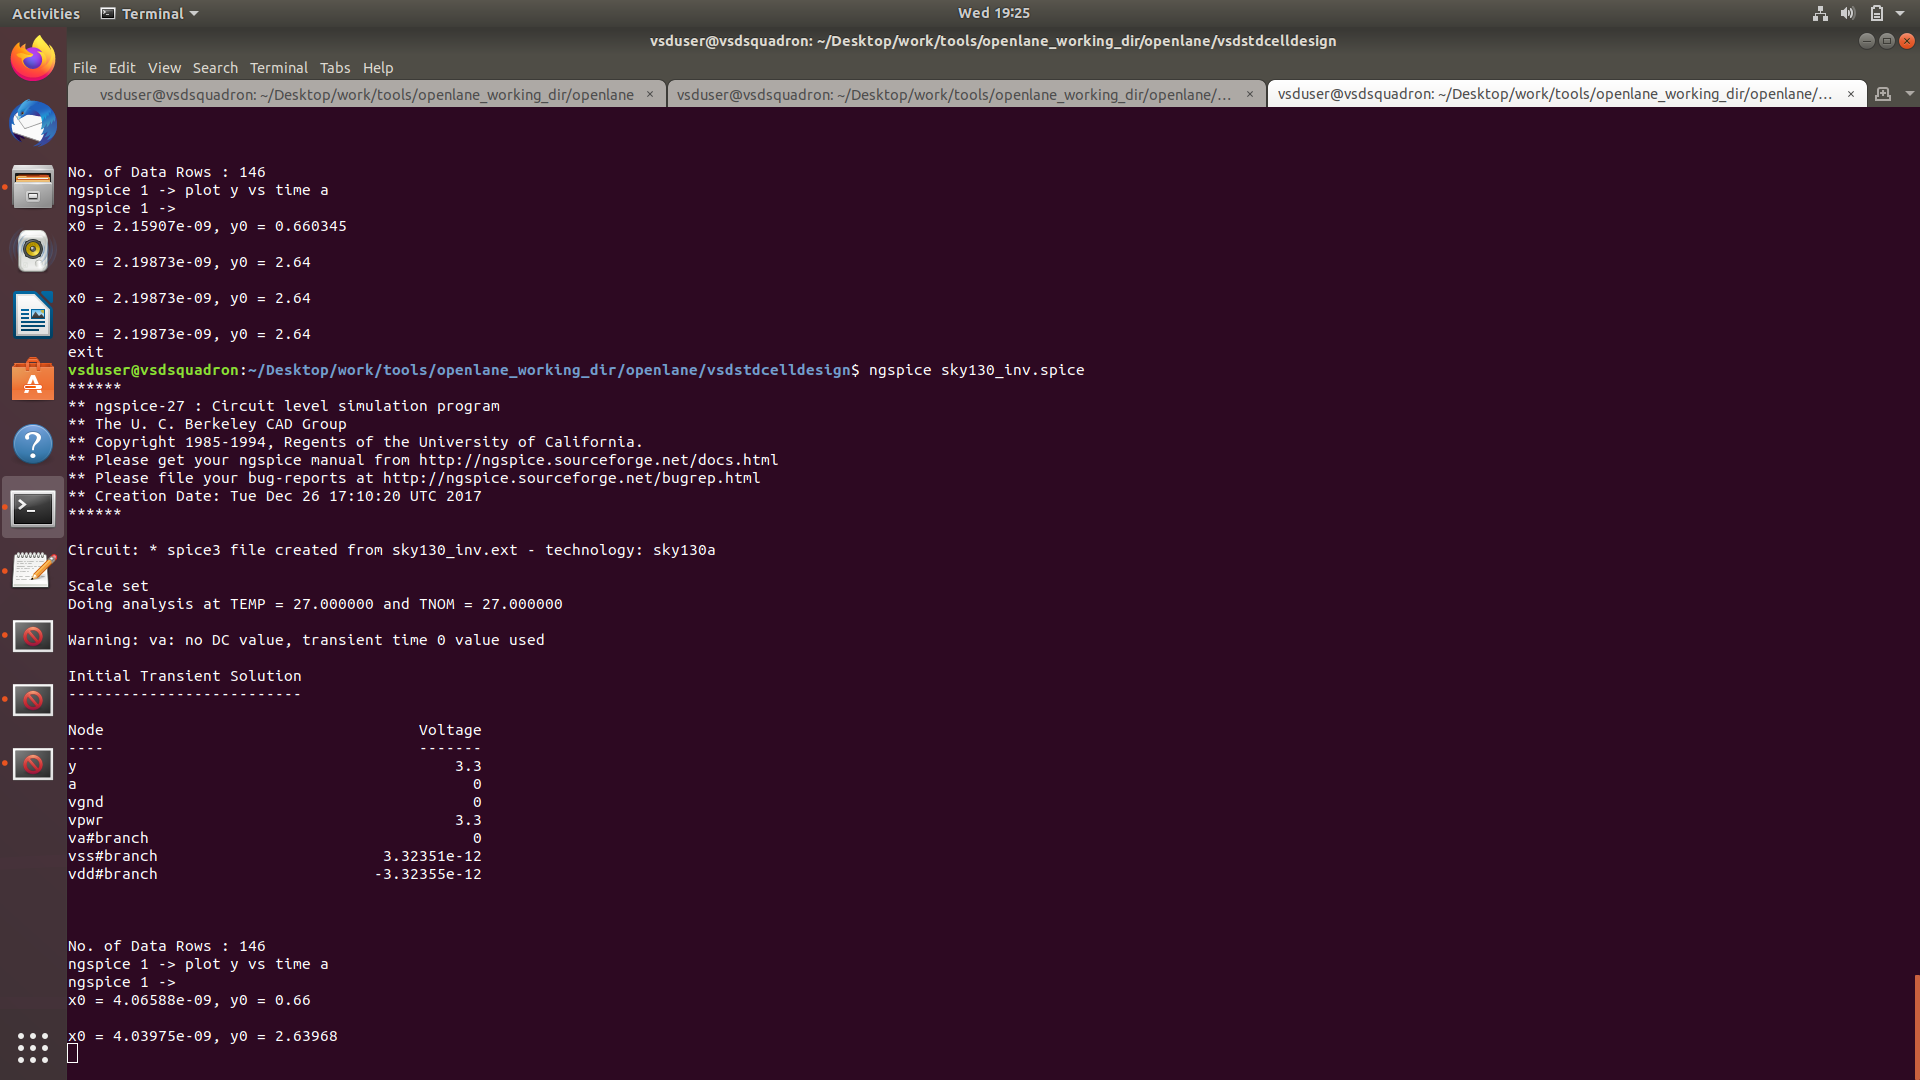 Activities Terminal Wed 19:25
vsduser@vsdsquadron: ~/Desktop/work/tools/openlane_working_dir/openlane/vsdstdcelldesign
File Edit View Search Terminal Tabs Help
vsduser@vsdsquadron: ~/Desktop/work/tools/openlane_working_dir/openlane × vsduser@vsdsquadron: ~/Desktop/work/tools/openlane_working_dir/openlane/... × vsduser@vsdsquadron: ~/Desktop/work/tools/openlane_working_dir/openlane/... ×
No. of Data Rows : 146
ngspice 1 -> plot y vs time a
ngspice 1 ->
x0 = 2.15907e-09, y0 = 0.660345
x0 = 2.19873e-09, y0 = 2.64
x0 = 2.19873e-09, y0 = 2.64
x0 = 2.19873e-09, y0 = 2.64
exit
vsduser@vsdsquadron:~/Desktop/work/tools/openlane_working_dir/openlane/vsdstdcelldesign$ ngspice sky130_inv.spice
******
** ngspice-27 : Circuit level simulation program
** The U. C. Berkeley CAD Group
** Copyright 1985-1994, Regents of the University of California.
** Please get your ngspice manual from http://ngspice.sourceforge.net/docs.html
** Please file your bug-reports at http://ngspice.sourceforge.net/bugrep.html
** Creation Date: Tue Dec 26 17:10:20 UTC 2017
******
Circuit: * spice3 file created from sky130_inv.ext - technology: sky130a
Scale set
Doing analysis at TEMP = 27.000000 and TNOM = 27.000000
Warning: va: no DC value, transient time 0 value used
Initial Transient Solution
--------------------------
Node Voltage
---- -------
y 3.3
a 0
vgnd 0
vpwr 3.3
va#branch 0
vss#branch 3.32351e-12
vdd#branch -3.32355e-12
No. of Data Rows : 146
ngspice 1 -> plot y vs time a
ngspice 1 ->
x0 = 4.06588e-09, y0 = 0.66
x0 = 4.03975e-09, y0 = 2.63968